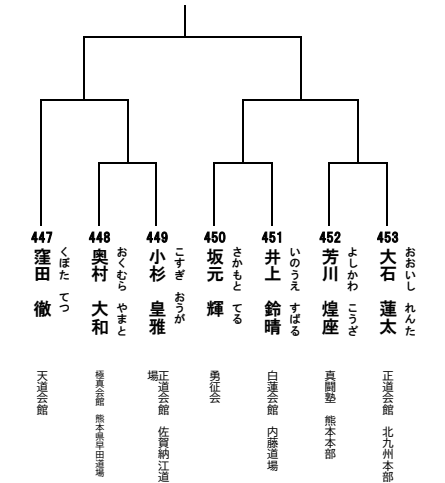 447
窪田 徹
くぼた てつ
天道会館
448
奥村 大和
おくむら やまと
極真会館 熊本県早田道場
449
小杉 皇雅
こすぎ おうが
正道会館 佐賀納江道場
450
坂元 輝
さかもと てる
勇征会
451
井上 鈴晴
いのうえ すばる
白蓮会館 内藤道場
452
芳川 煌座
よしかわ こうざ
真闘塾 熊本本部
453
大石 蓮太
おおいし れんた
正道会館 北九州本部